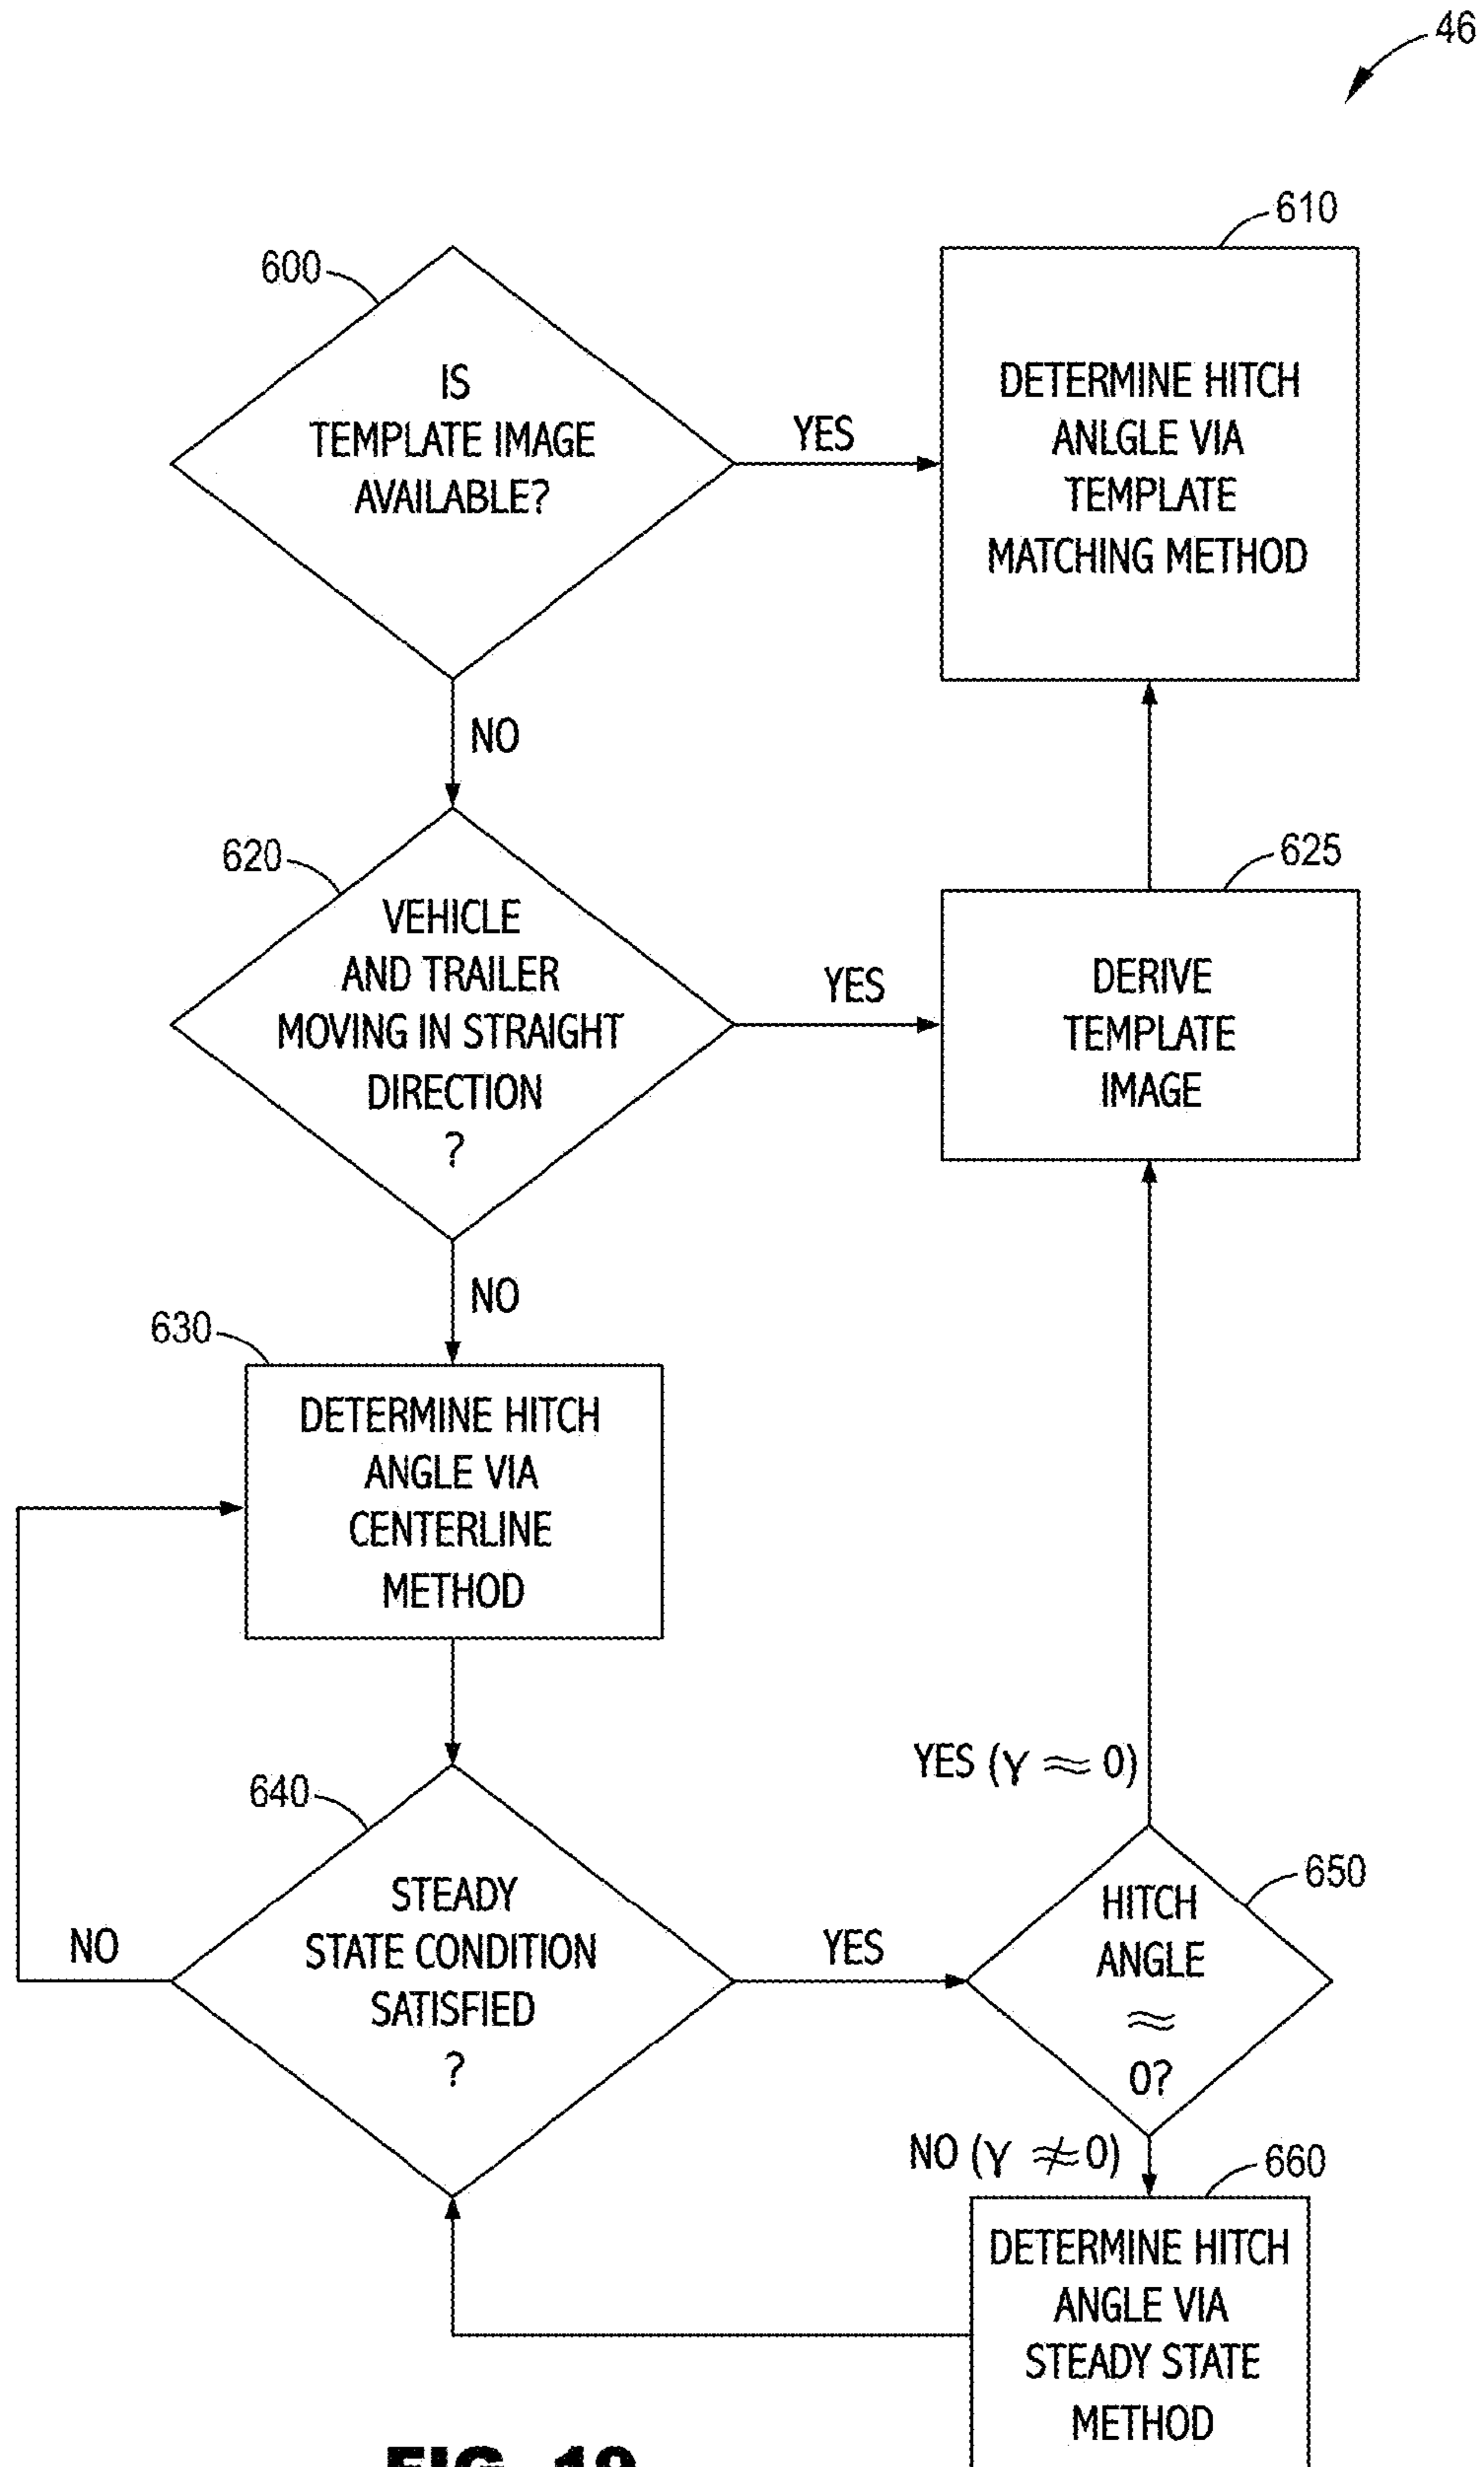 46
600
IS
TEMPLATE IMAGE
AVAILABLE?
YES
610
DETERMINE HITCH
ANLGLE VIA
TEMPLATE
MATCHING METHOD
NO
620
VEHICLE
AND TRAILER
MOVING IN STRAIGHT
DIRECTION
?
YES
625
DERIVE
TEMPLATE
IMAGE
NO
630
DETERMINE HITCH
ANGLE VIA
CENTERLINE
METHOD
640
STEADY
STATE CONDITION
SATISFIED
?
NO
YES
YES (γ ≈ 0)
650
HITCH
ANGLE
≈
0?
NO (γ ≉ 0)
660
DETERMINE HITCH
ANGLE VIA
STEADY STATE
METHOD